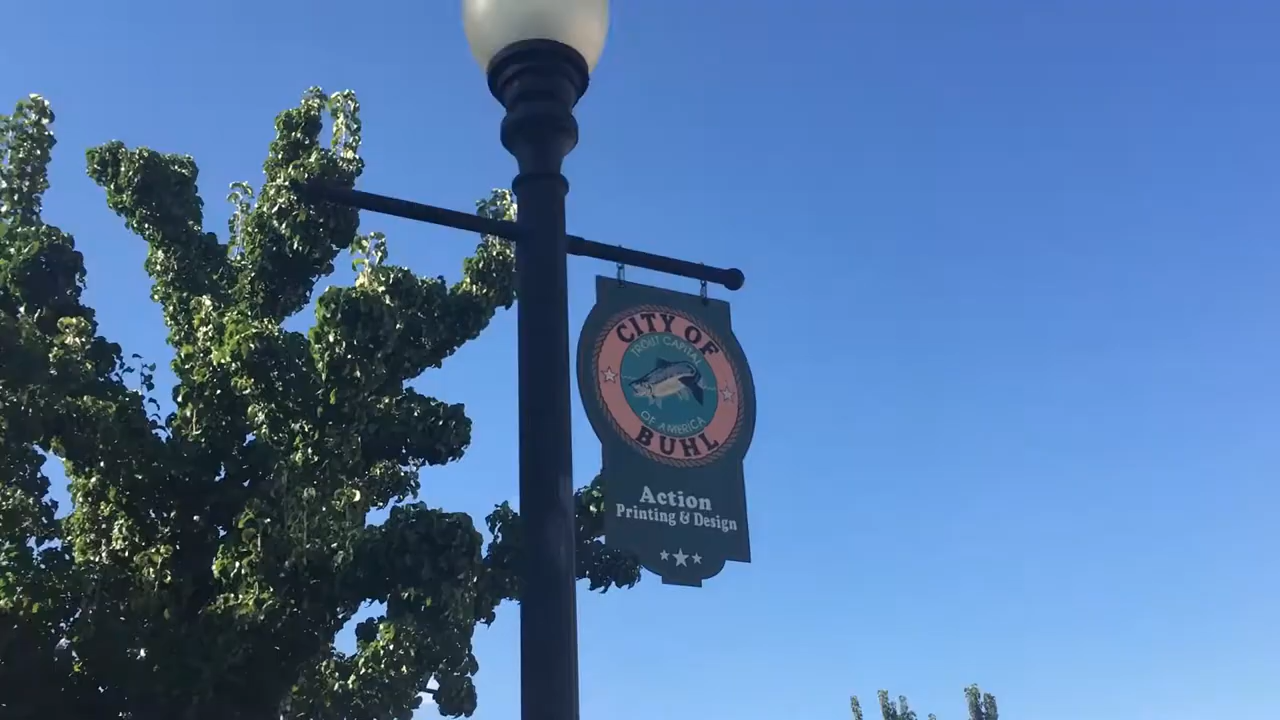 CITY OF
TROUT CAPITAL
OF AMERICA
BUHL
Action
Printing & Design